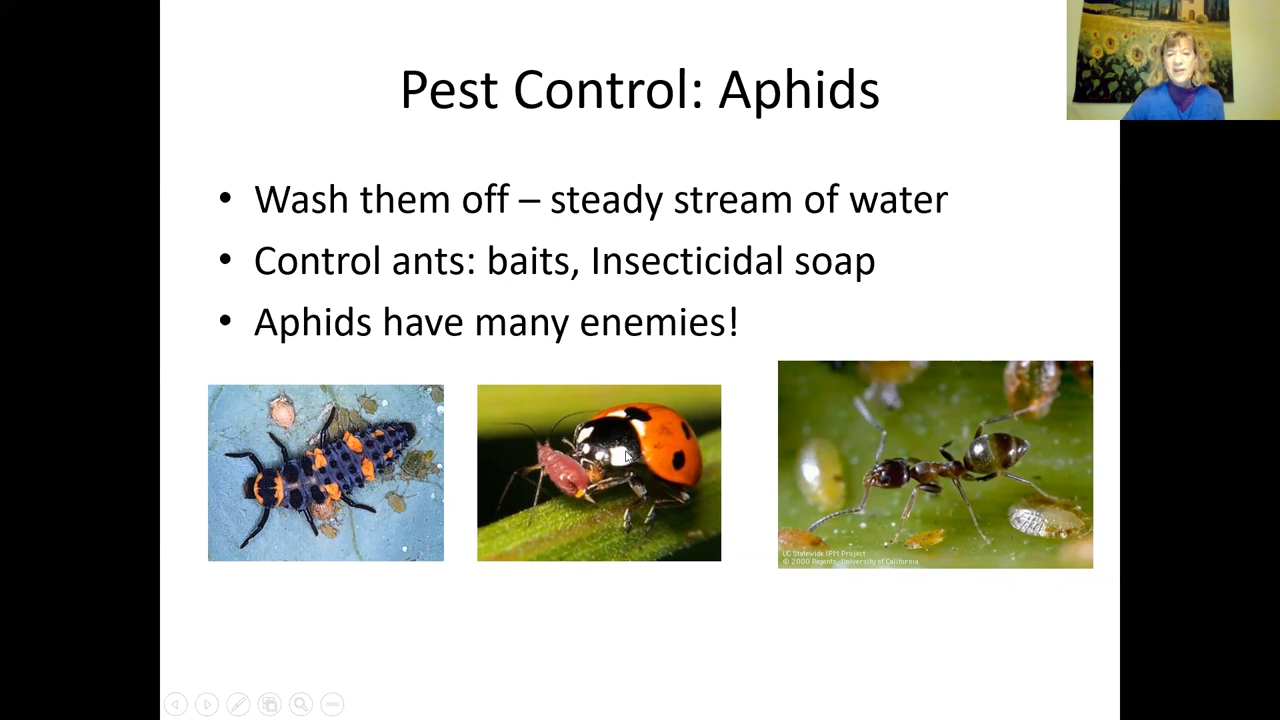 Pest Control: Aphids
• Wash them off – steady stream of water
• Control ants: baits, Insecticidal soap
• Aphids have many enemies!
UC Statewide IPM Project
© 2000 Regents, University of California